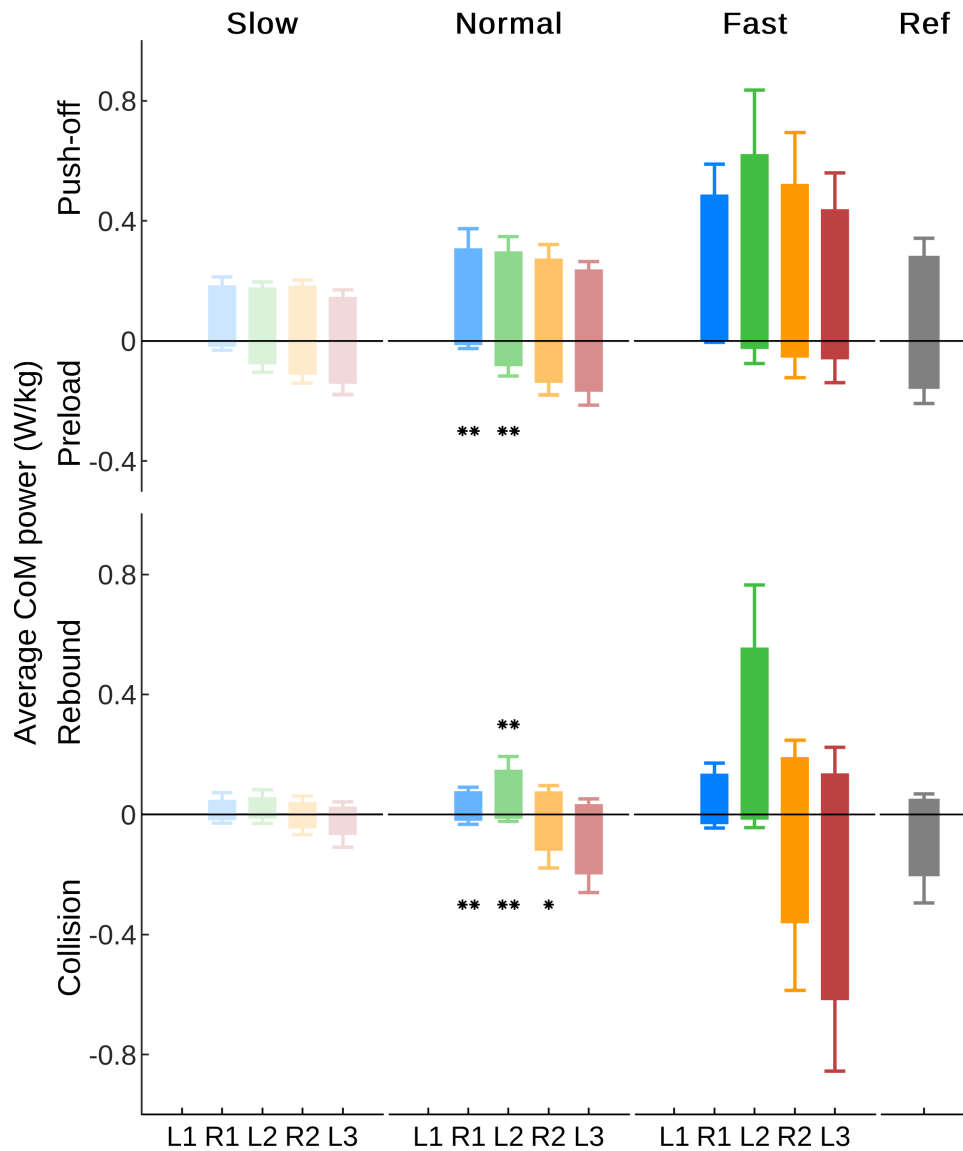 Slow Normal Fast Ref
Average CoM power (W/kg)
Push-off
Preload
0.8
0.4
0
-0.4
** **
Rebound
Collision
0.8
0.4
0
-0.4
-0.8
**
** ** *
L1 R1 L2 R2 L3 L1 R1 L2 R2 L3 L1 R1 L2 R2 L3